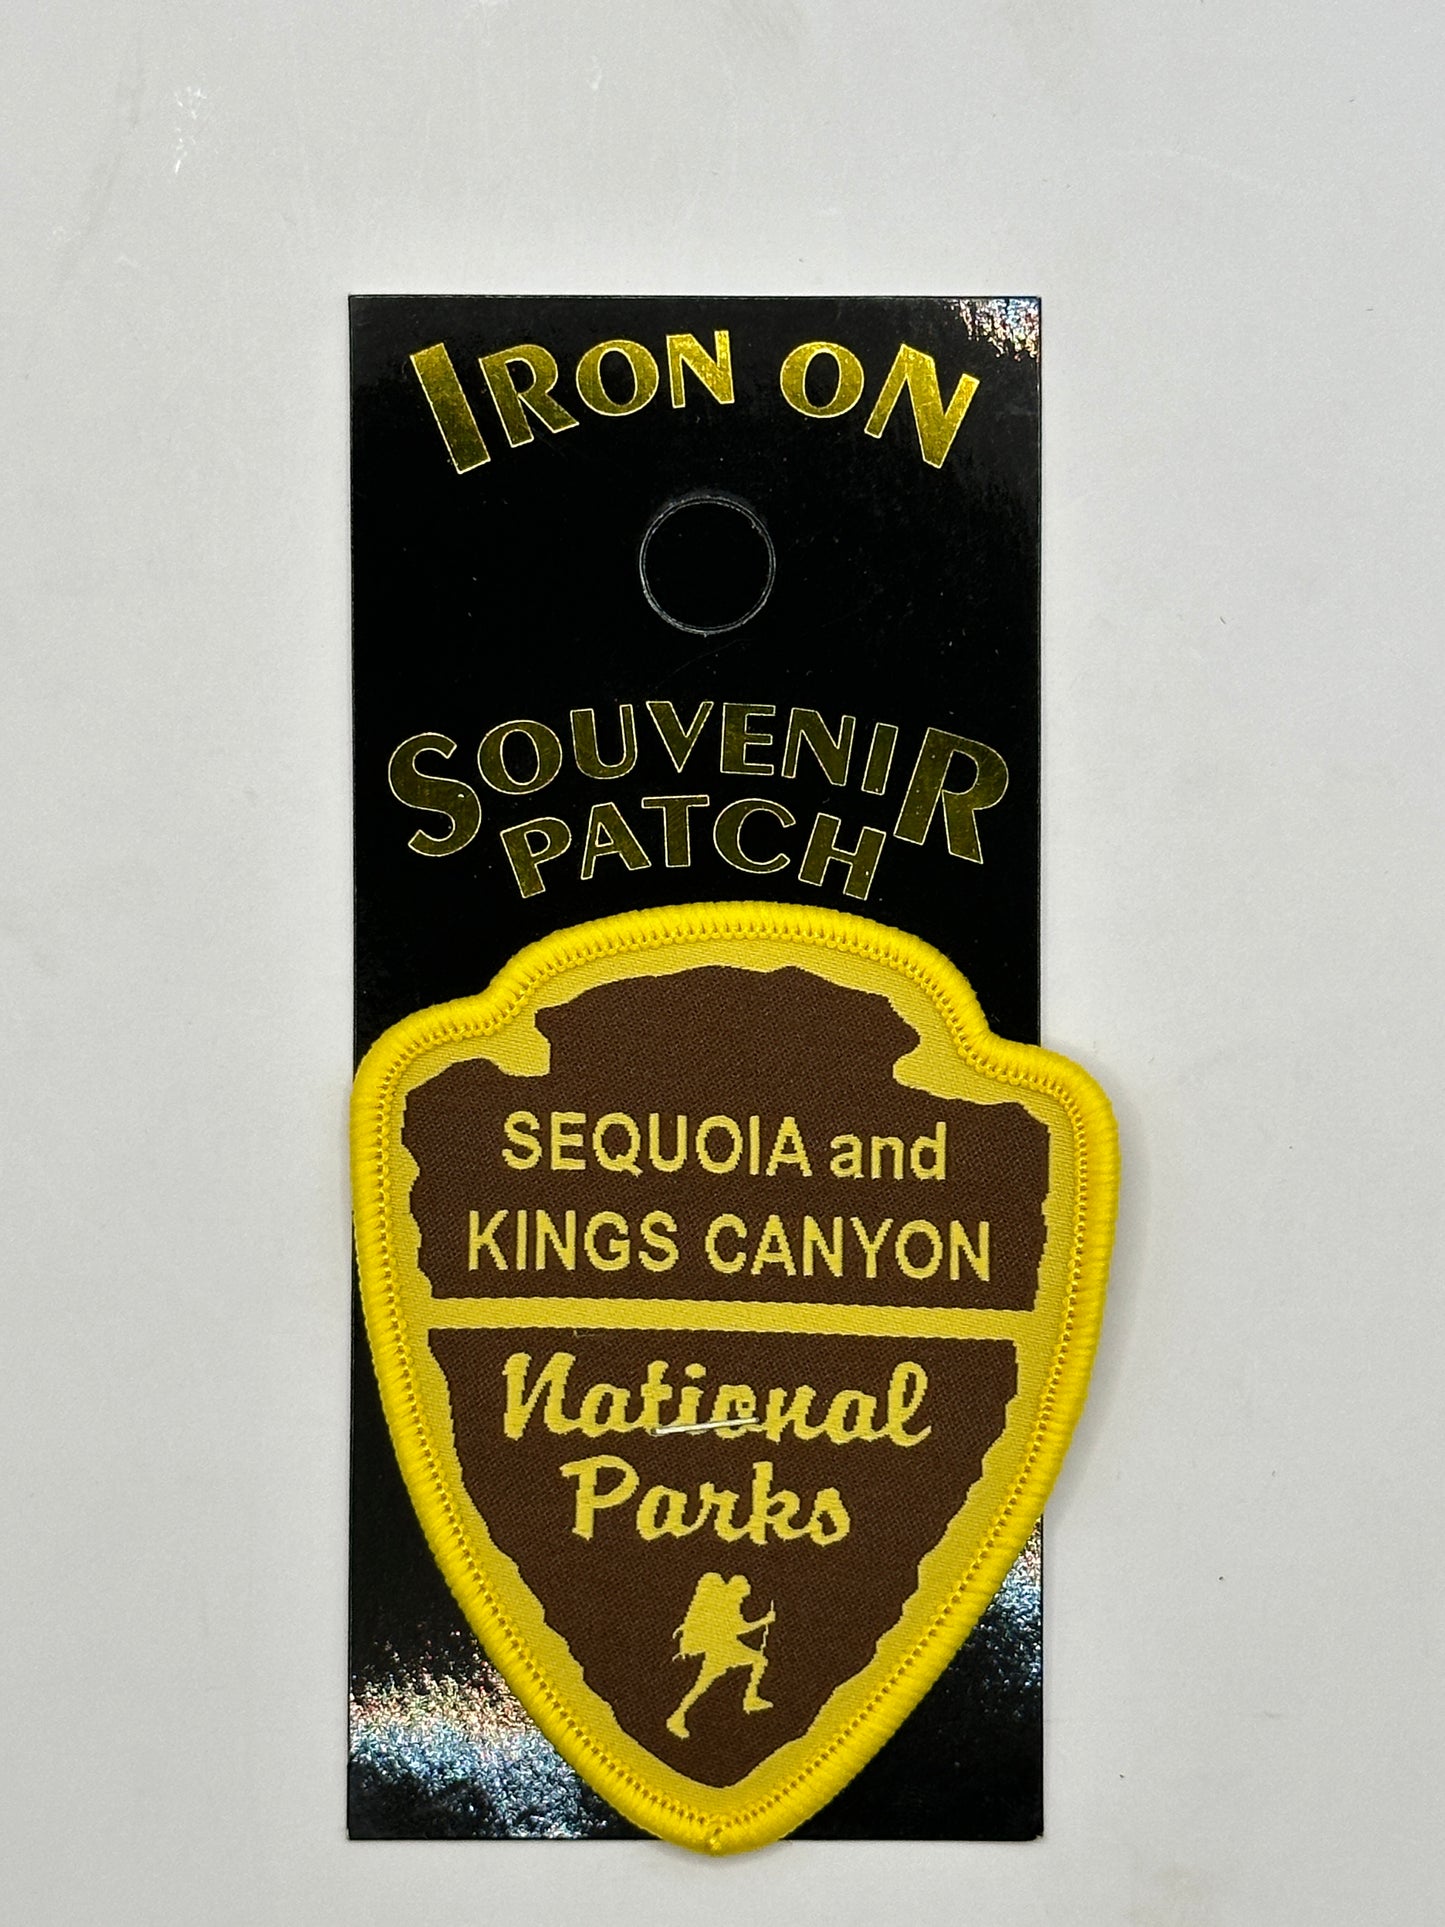 IRON ON
SOUVENIR
PATCH
SEQUOIA and
KINGS CANYON
National
Parks